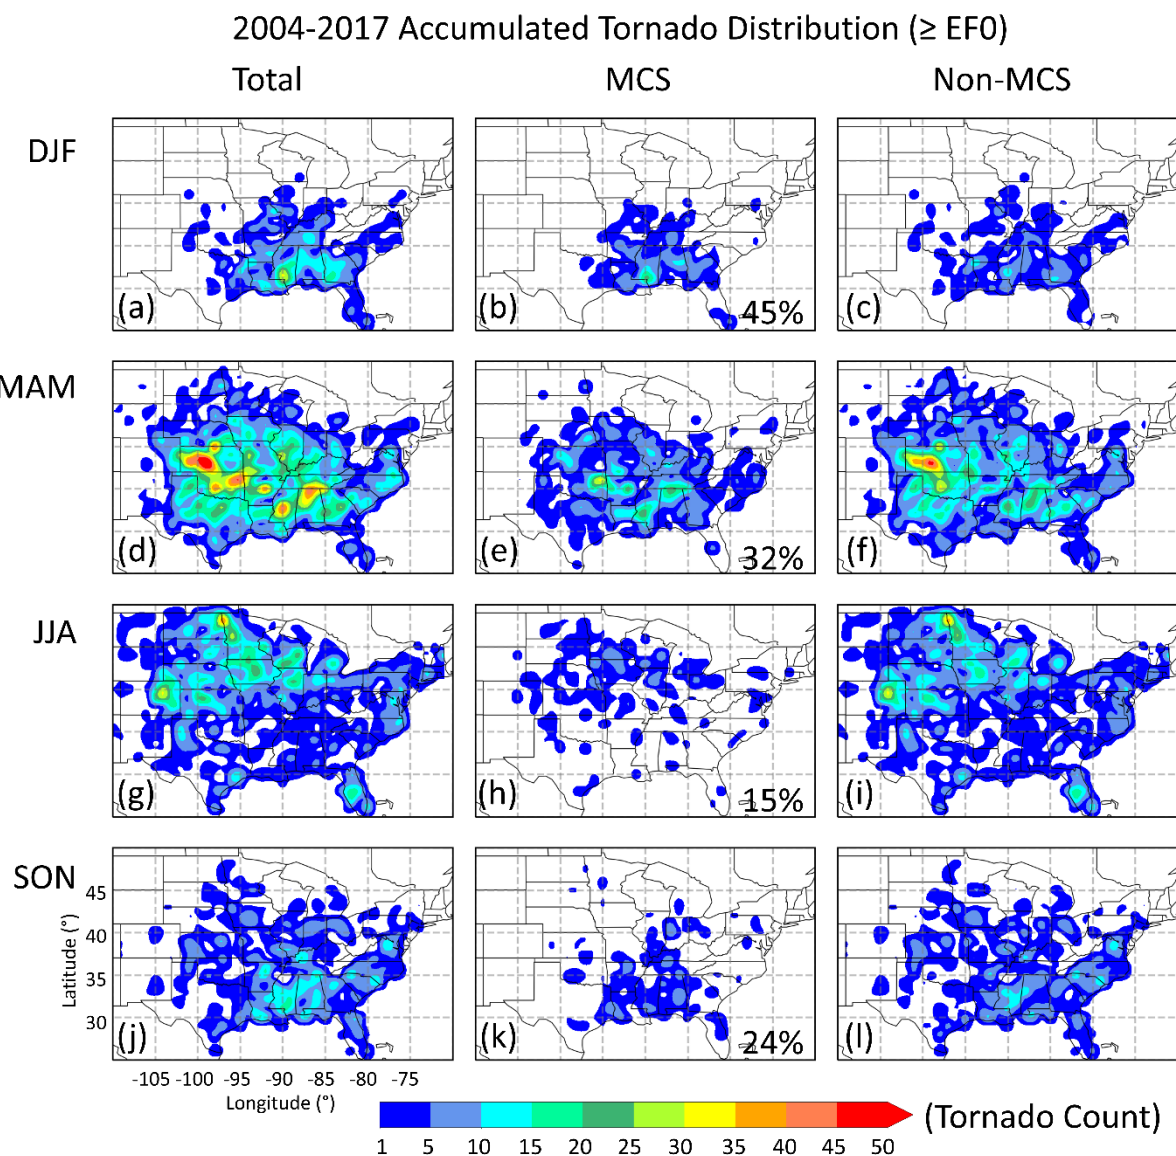 2004-2017 Accumulated Tornado Distribution (≥ EF0)
Total MCS Non-MCS
DJF
(a) (b) 45% (c)
MAM
(d) (e) 32% (f)
JJA
(g) (h) 15% (i)
SON
45
40
35
30
Latitude (°)
(j) (k) 24% (l)
-105 -100 -95 -90 -85 -80 -75
Longitude (°)
(Tornado Count)
1 5 10 15 20 25 30 35 40 45 50